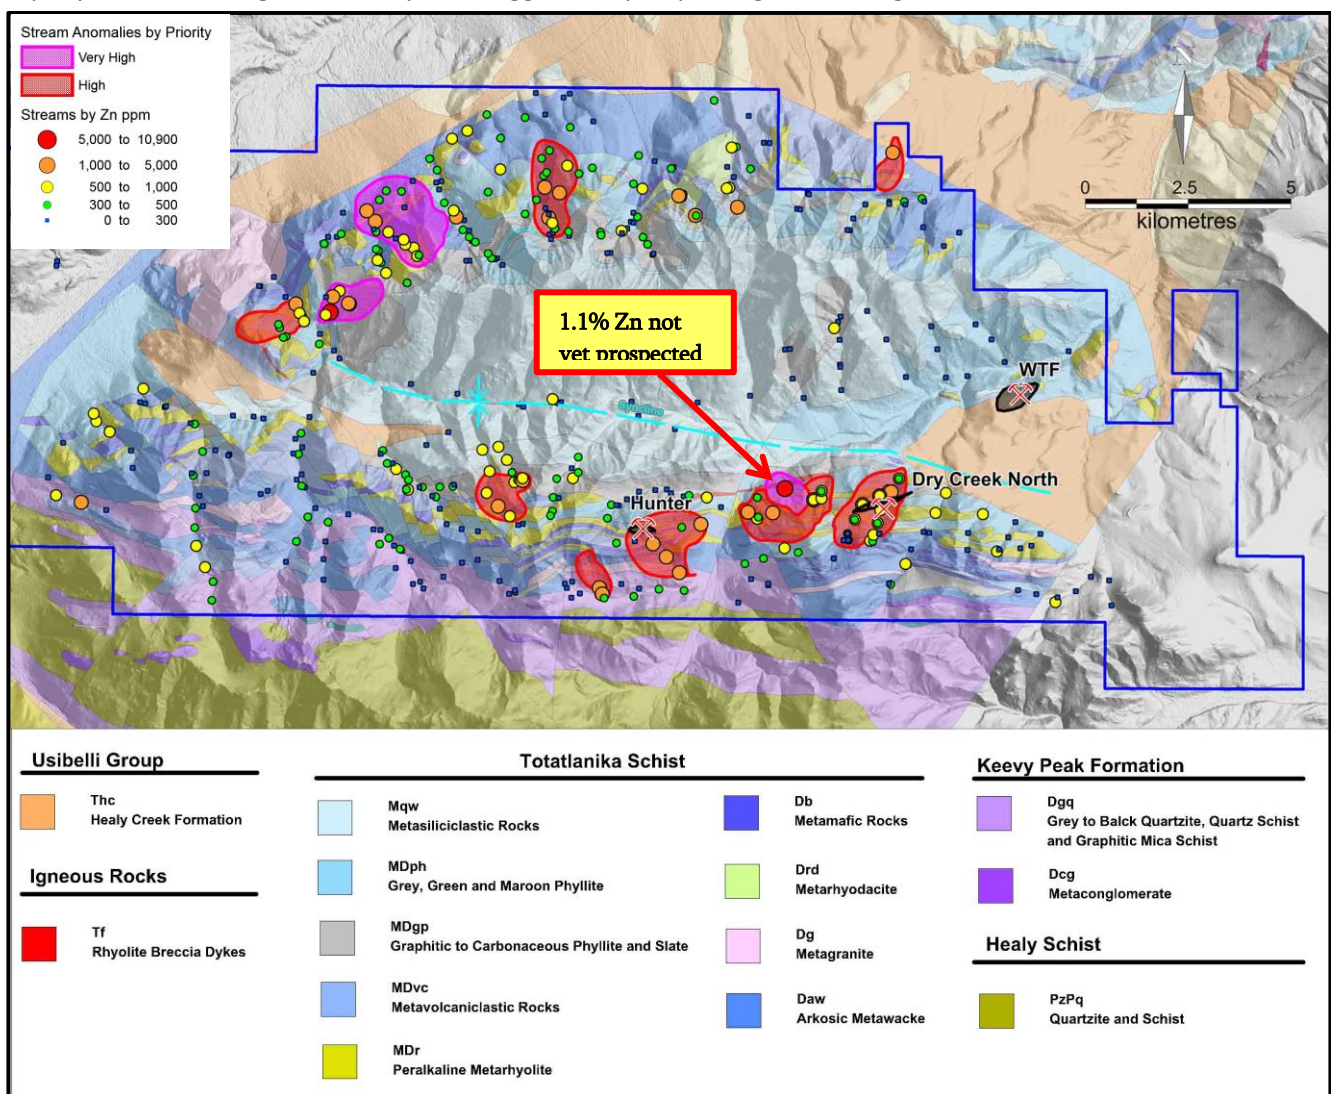 Stream Anomalies by Priority
Very High
High
Streams by Zn ppm
5,000 to 10,900
1,000 to 5,000
500 to 1,000
300 to 500
0 to 300
N
0 2.5 5
kilometres
1.1% Zn not
yet prospected
WTF
Syncline
Dry Creek North
Hunter
Usibelli Group
Thc
Healy Creek Formation
Igneous Rocks
Tf
Rhyolite Breccia Dykes
Totatlanika Schist
Mqw
Metasiliciclastic Rocks
MDph
Grey, Green and Maroon Phyllite
MDgp
Graphitic to Carbonaceous Phyllite and Slate
MDvc
Metavolcaniclastic Rocks
MDr
Peralkaline Metarhyolite
Db
Metamafic Rocks
Drd
Metarhyodacite
Dg
Metagranite
Daw
Arkosic Metawacke
Keevy Peak Formation
Dgq
Grey to Balck Quartzite, Quartz Schist
and Graphitic Mica Schist
Dcg
Metaconglomerate
Healy Schist
PzPq
Quartzite and Schist